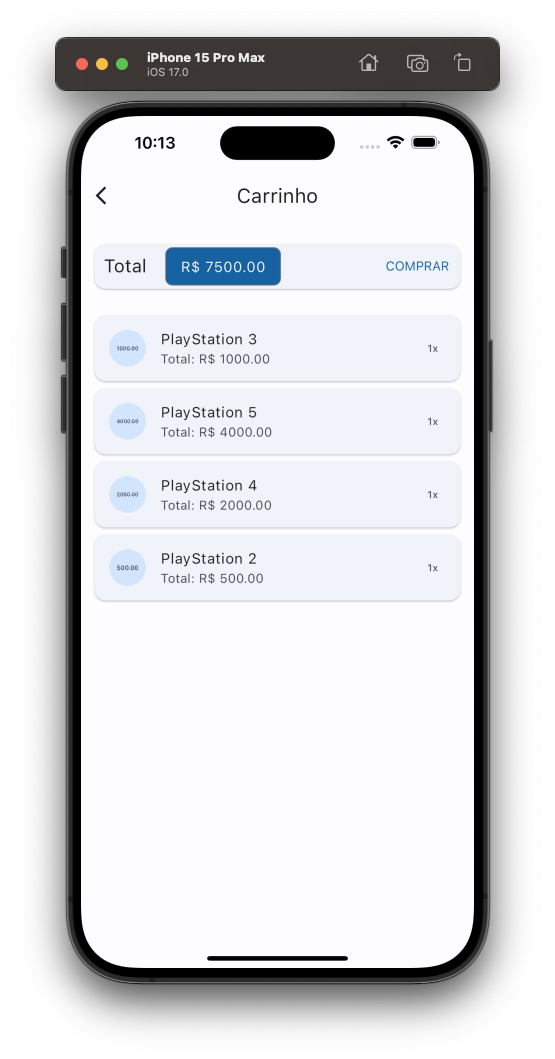 iPhone 15 Pro Max
iOS 17.0
10:13
Carrinho
Total R$ 7500.00 COMPRAR
PlayStation 3
1000.00 1x
Total: R$ 1000.00
PlayStation 5
4000.00 1x
Total: R$ 4000.00
PlayStation 4
2000.00 1x
Total: R$ 2000.00
PlayStation 2
500.00 1x
Total: R$ 500.00